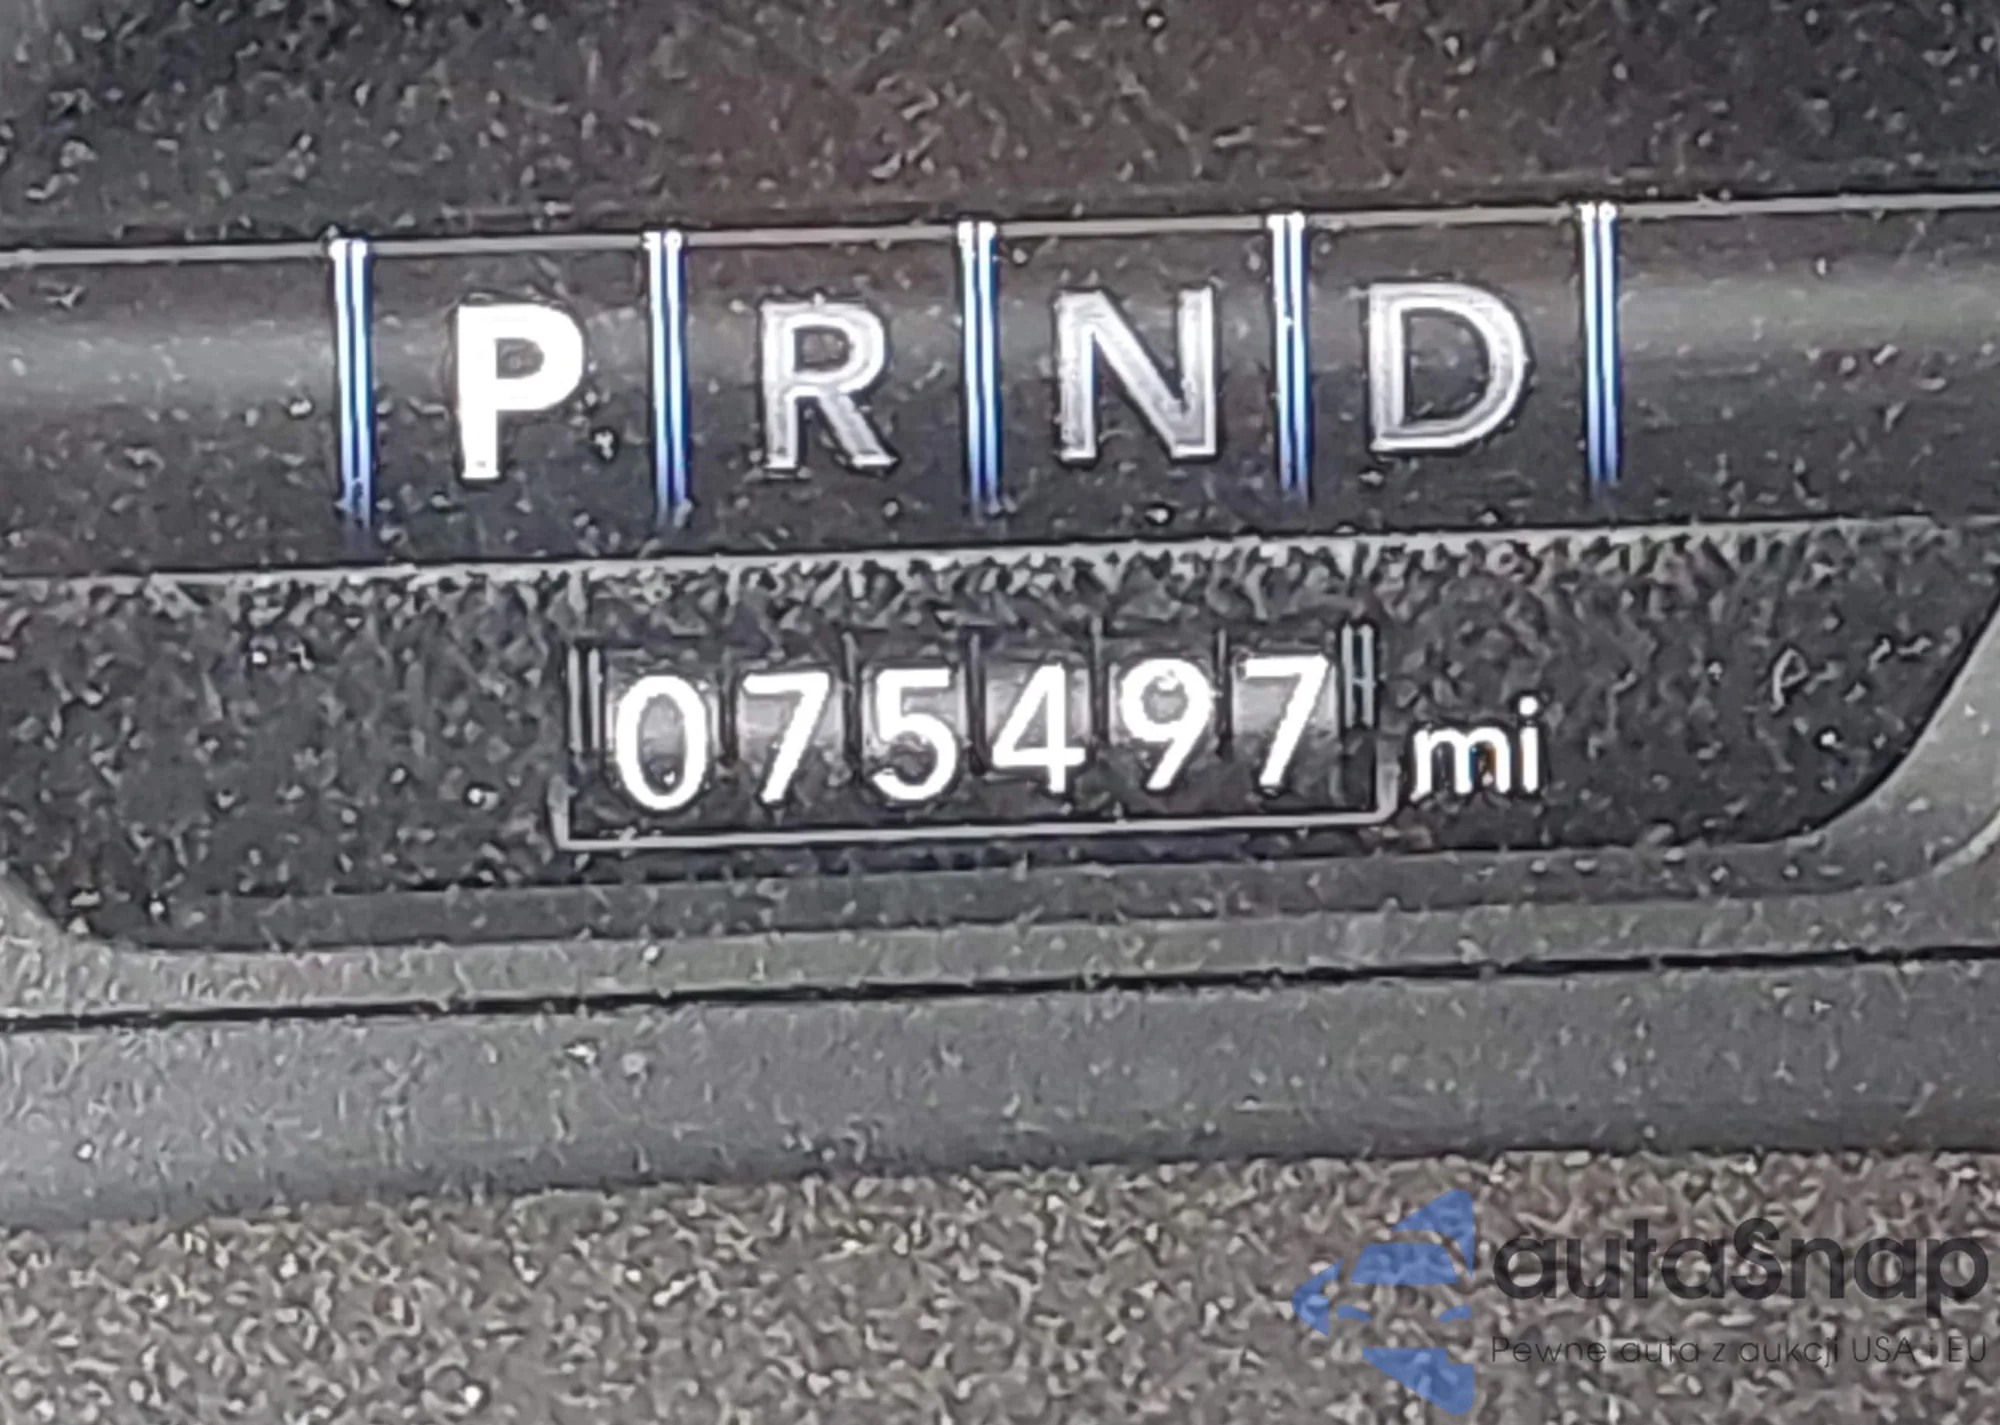 P R N D
075497 mi
autaSnap
Pewne auta z aukcji USA i EU